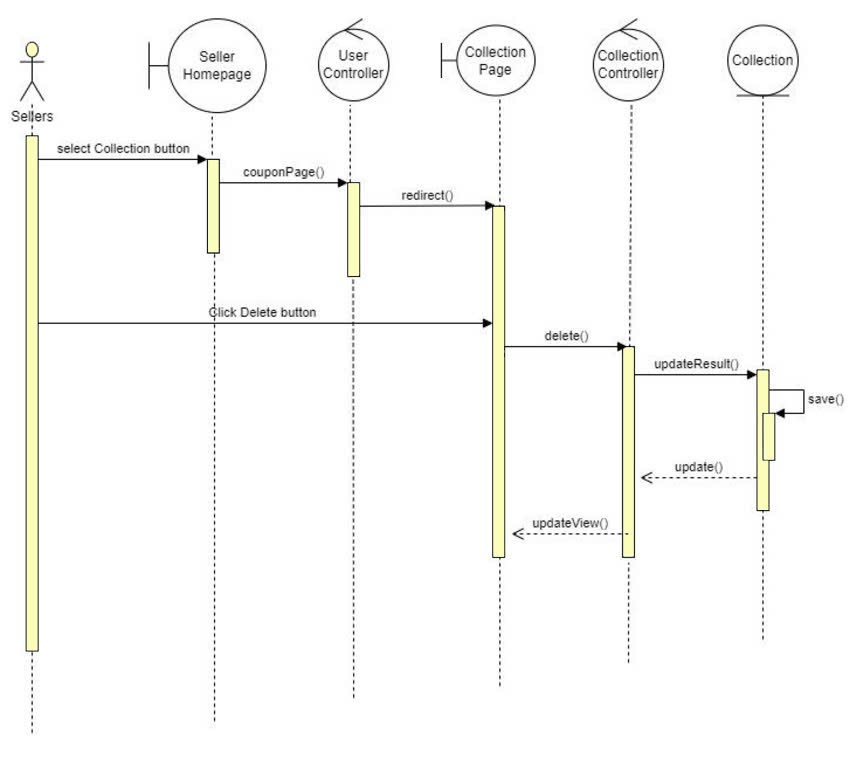 Seller
Homepage
User
Controller
Collection
Page
Collection
Controller
Collection
Sellers
select Collection button
couponPage()
redirect()
Click Delete button
delete()
updateResult()
save()
update()
updateView()